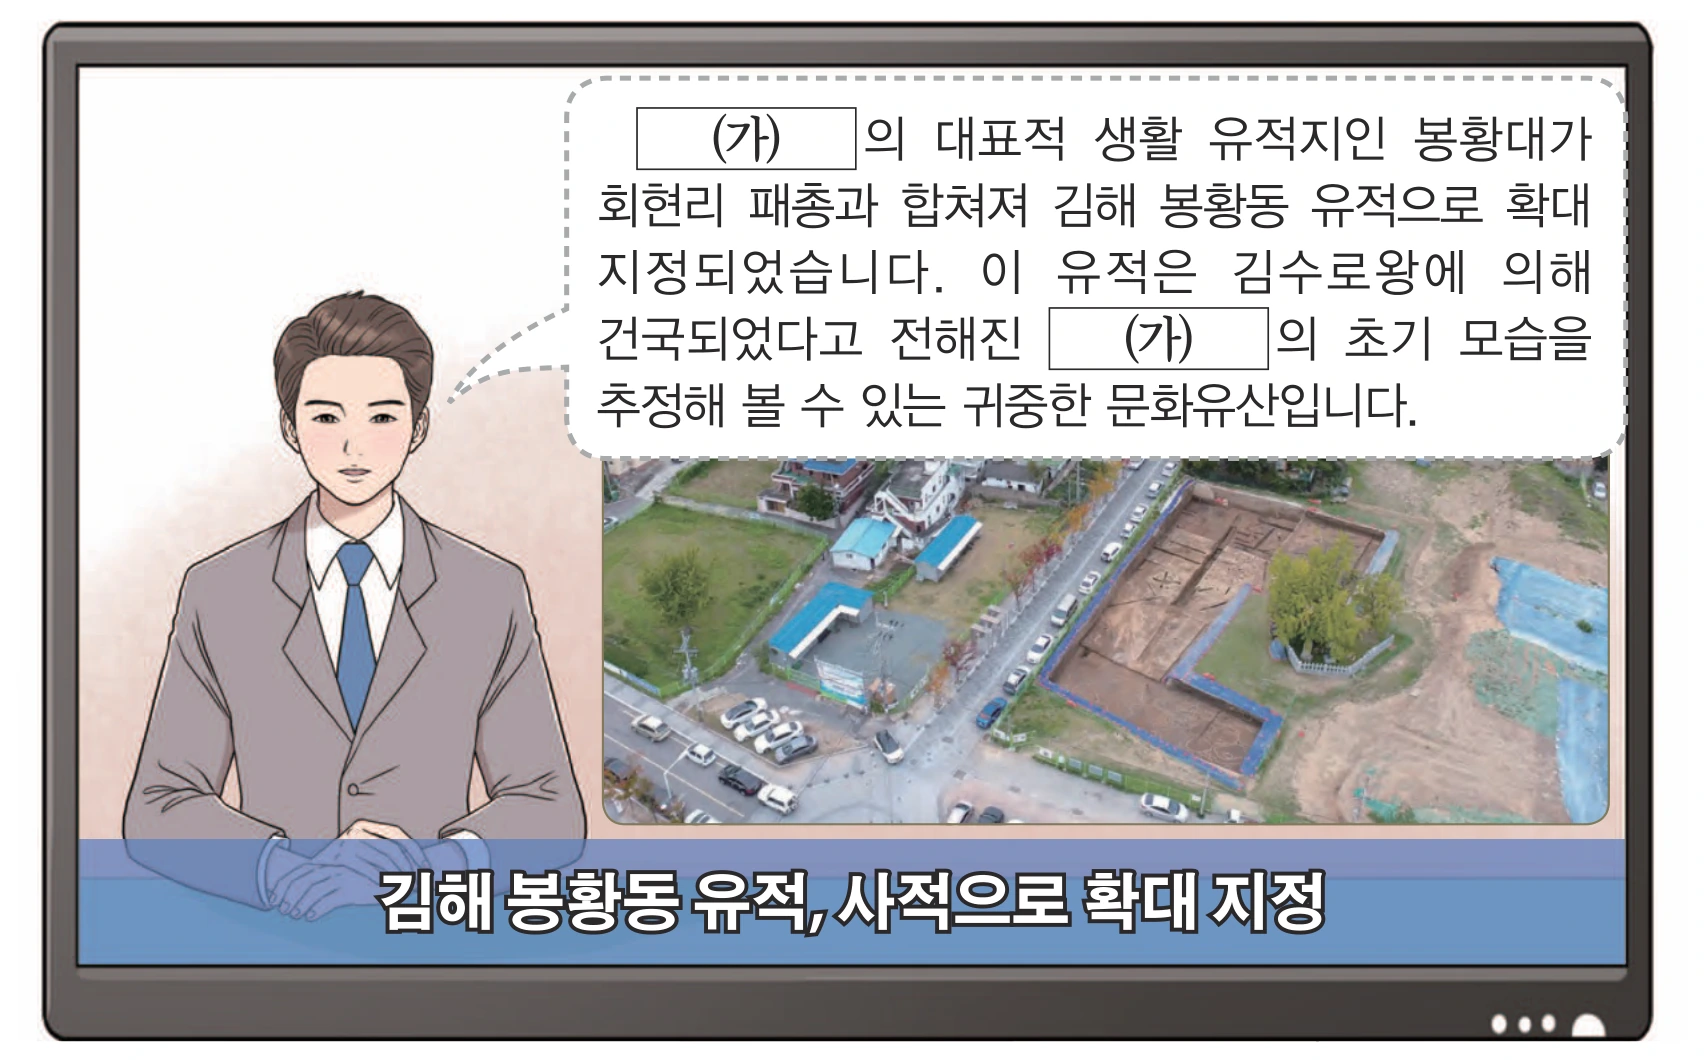 (가)의 대표적 생활 유적지인 봉황대가
회현리 패총과 합쳐져 김해 봉황동 유적으로 확대
지정되었습니다. 이 유적은 김수로왕에 의해
건국되었다고 전해진 (가)의 초기 모습을
추정해 볼 수 있는 귀중한 문화유산입니다.
김해 봉황동 유적, 사적으로 확대 지정